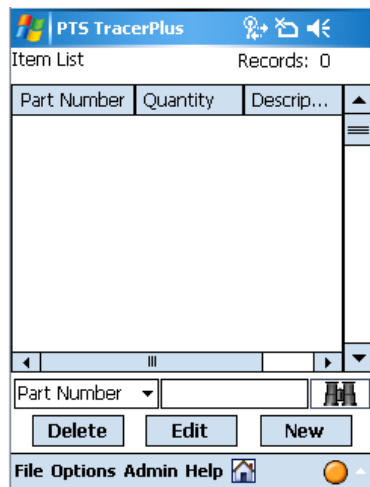 PTS TracerPlus
Item List Records: 0
Part Number Quantity Descrip...
Part Number
Delete Edit New
File Options Admin Help